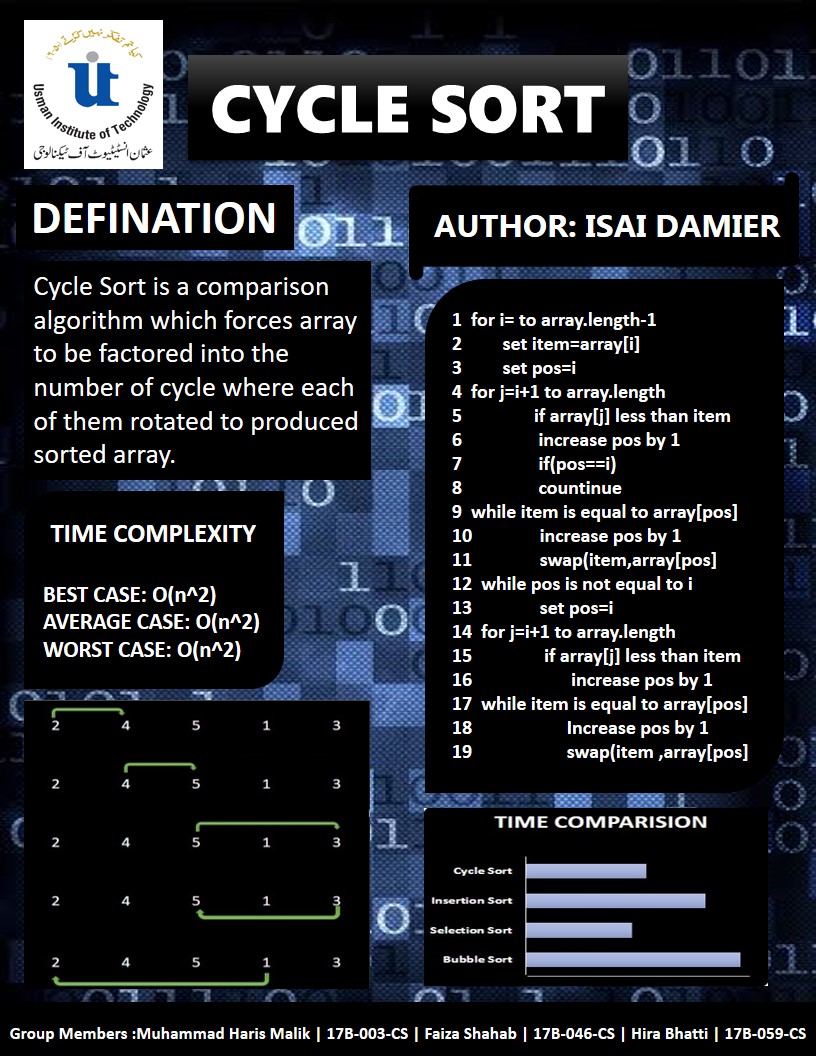 Usman Institute of Technology
عثمان انسٹیٹیوٹ آف ٹیکنالوجی
CYCLE SORT
DEFINATION
Cycle Sort is a comparison
algorithm which forces array
to be factored into the
number of cycle where each
of them rotated to produced
sorted array.
TIME COMPLEXITY
BEST CASE: O(n^2)
AVERAGE CASE: O(n^2)
WORST CASE: O(n^2)
2 4 5 1 3
2 4 5 1 3
2 4 5 1 3
2 4 5 1 3
2 4 5 1 3
AUTHOR: ISAI DAMIER
1 for i= to array.length-1
2 set item=array[i]
3 set pos=i
4 for j=i+1 to array.length
5 if array[j] less than item
6 increase pos by 1
7 if(pos==i)
8 countinue
9 while item is equal to array[pos]
10 increase pos by 1
11 swap(item,array[pos]
12 while pos is not equal to i
13 set pos=i
14 for j=i+1 to array.length
15 if array[j] less than item
16 increase pos by 1
17 while item is equal to array[pos]
18 Increase pos by 1
19 swap(item ,array[pos]
TIME COMPARISION
Cycle Sort
Insertion Sort
Selection Sort
Bubble Sort
Group Members :Muhammad Haris Malik | 17B-003-CS | Faiza Shahab | 17B-046-CS | Hira Bhatti | 17B-059-CS